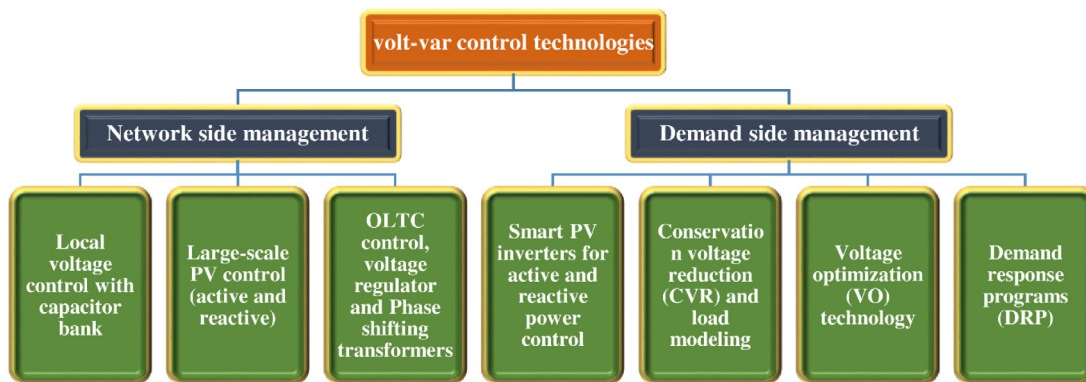 volt-var control technologies
Network side management
Demand side management
Local
voltage
control with
capacitor
bank
Large-scale
PV control
(active and
reactive)
OLTC
control,
voltage
regulator
and Phase
shifting
transformers
Smart PV
inverters for
active and
reactive
power
control
Conservatio
n voltage
reduction
(CVR) and
load
modeling
Voltage
optimization
(VO)
technology
Demand
response
programs
(DRP)